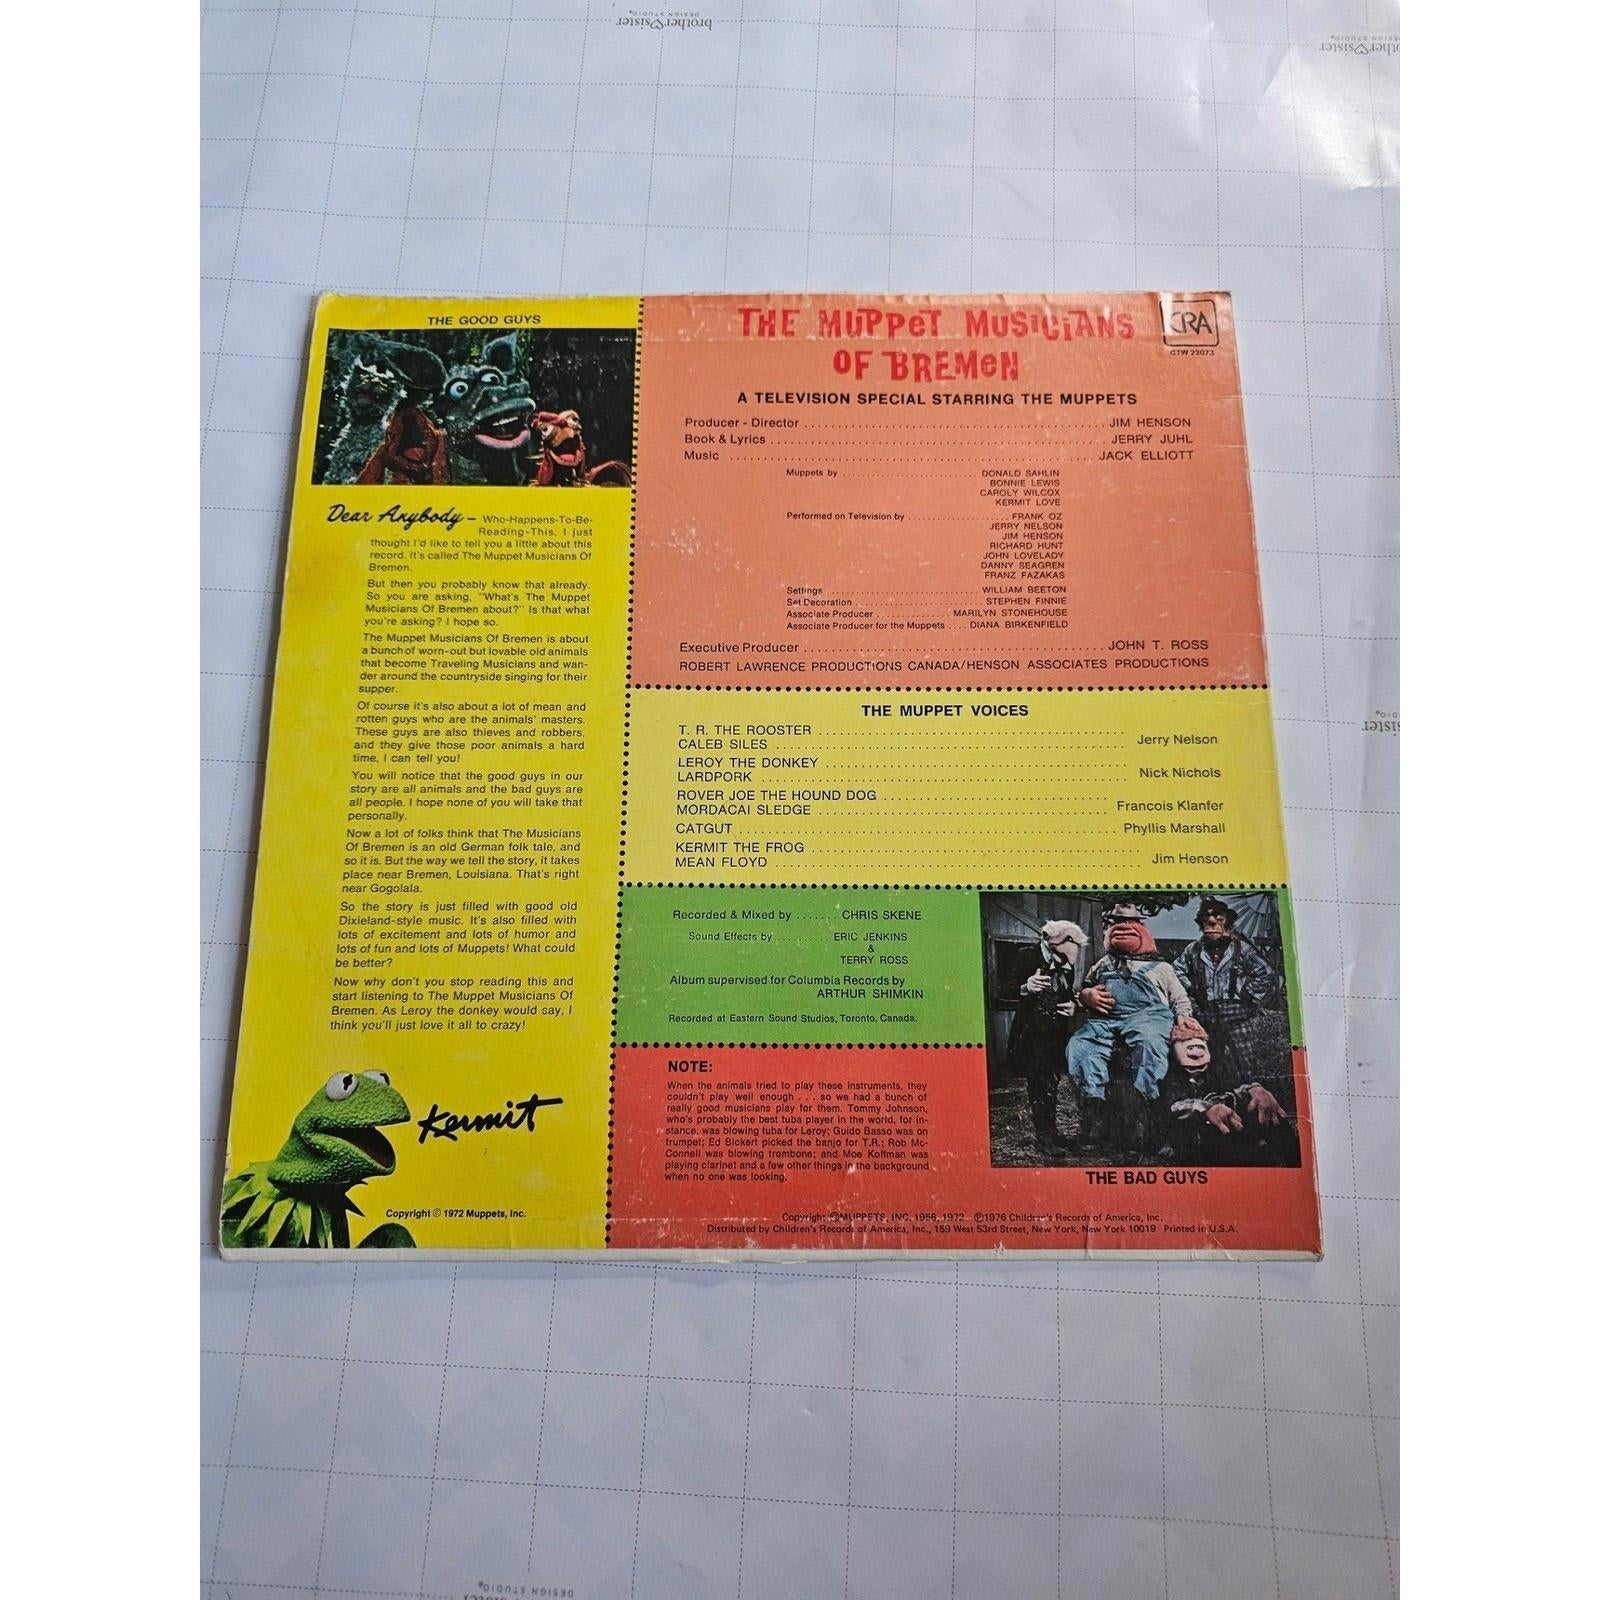 brother sister
DESIGN STUDIO®
brother sister
DESIGN STUDIO®
THE GOOD GUYS
Dear Anybody – Who-Happens-To-Be-
Reading-This, I just
thought I'd like to tell you a little about this
record. It's called The Muppet Musicians Of
Bremen.
But then you probably know that already.
So you are asking, "What's The Muppet
Musicians Of Bremen about?" Is that what
you're asking? I hope so.
The Muppet Musicians Of Bremen is about
a bunch of worn-out but lovable old animals
that become Traveling Musicians and wan-
der around the countryside singing for their
supper.
Of course it's also about a lot of mean and
rotten guys who are the animals' masters.
These guys are also thieves and robbers,
and they give those poor animals a hard
time, I can tell you!
You will notice that the good guys in our
story are all animals and the bad guys are
all people. I hope none of you will take that
personally.
Now a lot of folks think that The Musicians
Of Bremen is an old German folk tale, and
so it is. But the way we tell the story, it takes
place near Bremen, Louisiana. That's right
near Gogolala.
So the story is just filled with good old
Dixieland-style music. It's also filled with
lots of excitement and lots of humor and
lots of fun and lots of Muppets! What could
be better?
Now why don't you stop reading this and
start listening to The Muppet Musicians Of
Bremen. As Leroy the donkey would say, I
think you'll just love it all to crazy!
Kermit
Copyright © 1972 Muppets, Inc.
THE MUPPET MUSICIANS
OF BREMEN
CRA
CTW 22073
A TELEVISION SPECIAL STARRING THE MUPPETS
Producer - Director JIM HENSON
Book & Lyrics JERRY JUHL
Music JACK ELLIOTT
Muppets by DONALD SAHLIN
BONNIE LEWIS
CAROLY WILCOX
KERMIT LOVE
Performed on Television by FRANK OZ
JERRY NELSON
JIM HENSON
RICHARD HUNT
JOHN LOVELADY
DANNY SEAGREN
FRANZ FAZAKAS
Settings WILLIAM BEETON
Set Decoration STEPHEN FINNIE
Associate Producer MARILYN STONEHOUSE
Associate Producer for the Muppets DIANA BIRKENFIELD
Executive Producer JOHN T. ROSS
ROBERT LAWRENCE PRODUCTIONS CANADA/HENSON ASSOCIATES PRODUCTIONS
THE MUPPET VOICES
T. R. THE ROOSTER
CALEB SILES Jerry Nelson
LEROY THE DONKEY
LARDPORK Nick Nichols
ROVER JOE THE HOUND DOG
MORDACAI SLEDGE Francois Klanfer
CATGUT Phyllis Marshall
KERMIT THE FROG
MEAN FLOYD Jim Henson
Recorded & Mixed by CHRIS SKENE
Sound Effects by ERIC JENKINS
&
TERRY ROSS
Album supervised for Columbia Records by
ARTHUR SHIMKIN
Recorded at Eastern Sound Studios, Toronto, Canada.
NOTE:
When the animals tried to play these instruments, they
couldn't play well enough . . . so we had a bunch of
really good musicians play for them. Tommy Johnson,
who's probably the best tuba player in the world, for in-
stance, was blowing tuba for Leroy; Guido Basso was on
trumpet; Ed Bickert picked the banjo for T.R.; Rob Mc-
Connell was blowing trombone; and Moe Koffman was
playing clarinet and a few other things in the background
when no one was looking.
THE BAD GUYS
Copyright ©MUPPETS, INC. 1956, 1972 ℗1976 Children's Records of America, Inc.
Distributed by Children's Records of America, Inc., 159 West 53rd Street, New York, New York 10019 Printed in U.S.A.
sister
DIO®
DESIGN STUDIO®